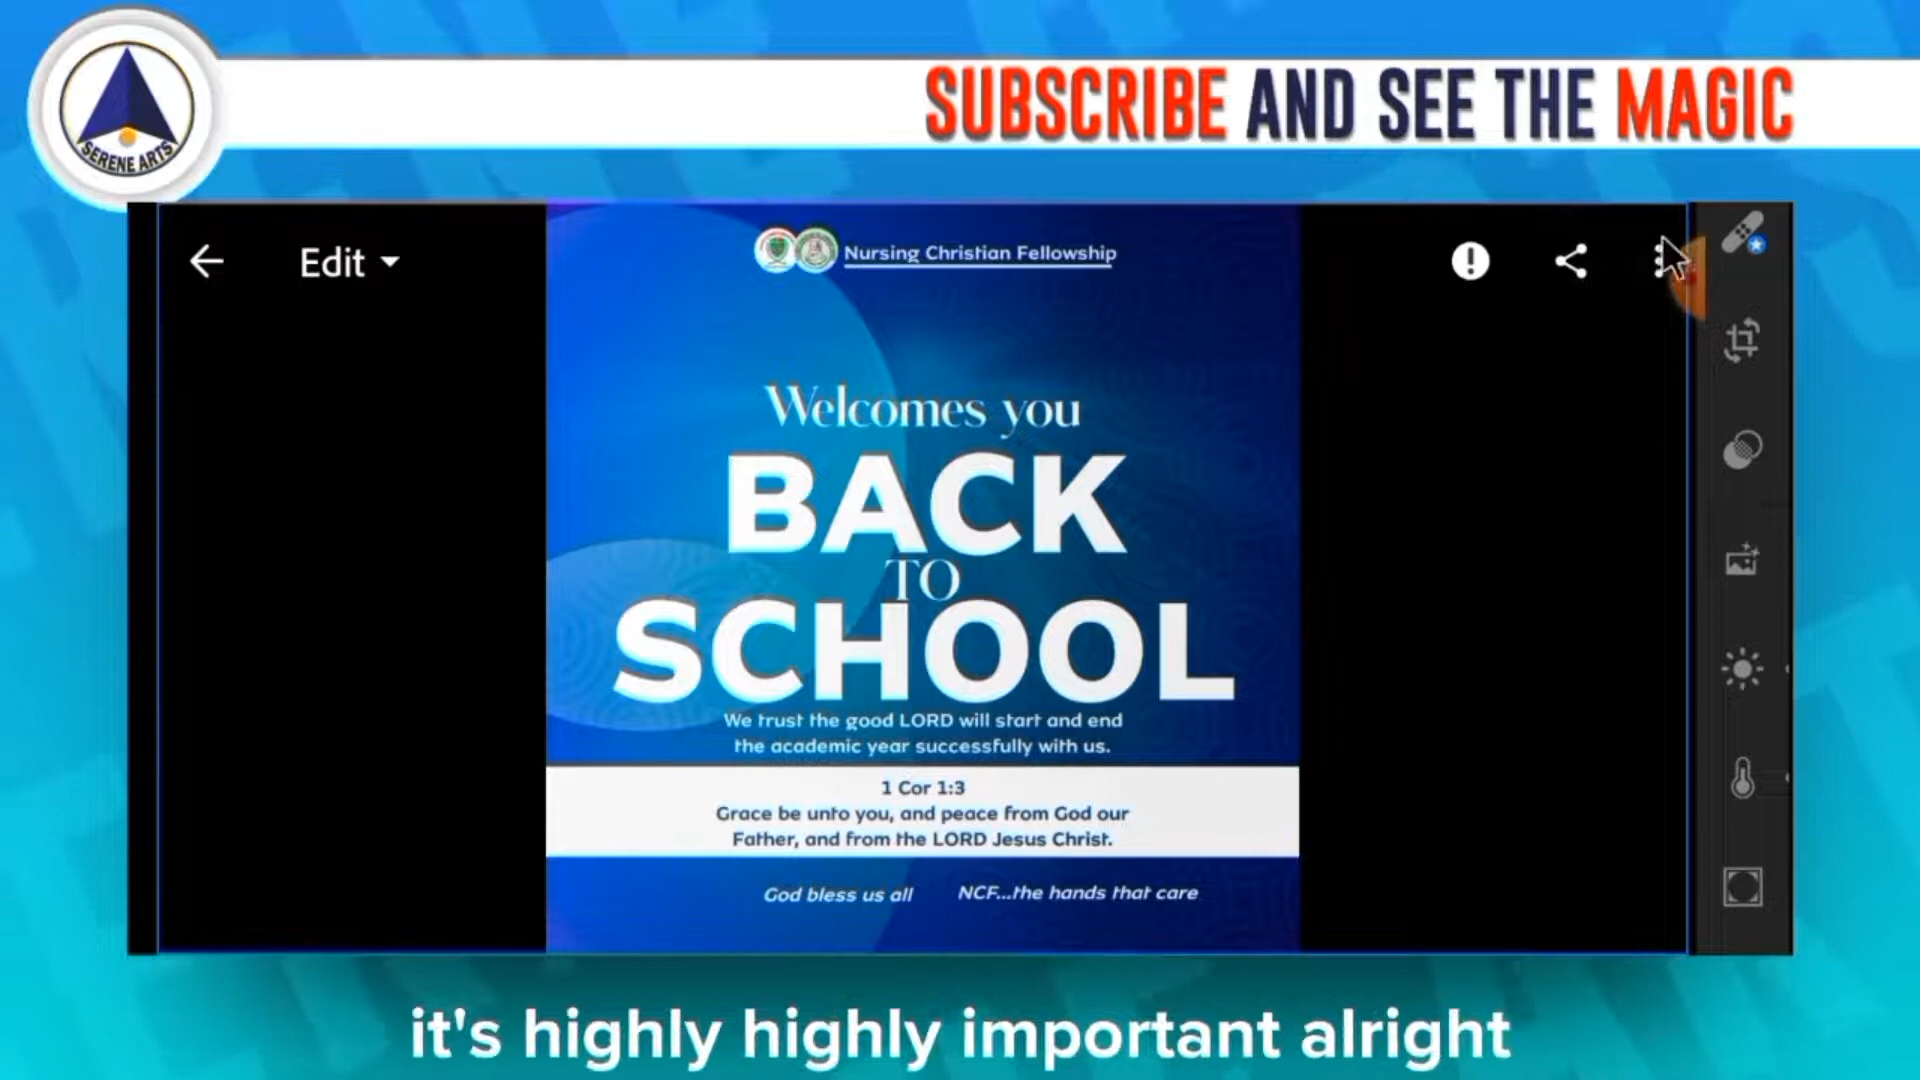 SUBSCRIBE AND SEE THE MAGIC
SERENE ARTS
Edit
Nursing Christian Fellowship
Welcomes you
BACK
TO
SCHOOL
We trust the good LORD will start and end
the academic year successfully with us.
1 Cor 1:3
Grace be unto you, and peace from God our
Father, and from the LORD Jesus Christ.
God bless us all
NCF...the hands that care
it's highly highly important alright